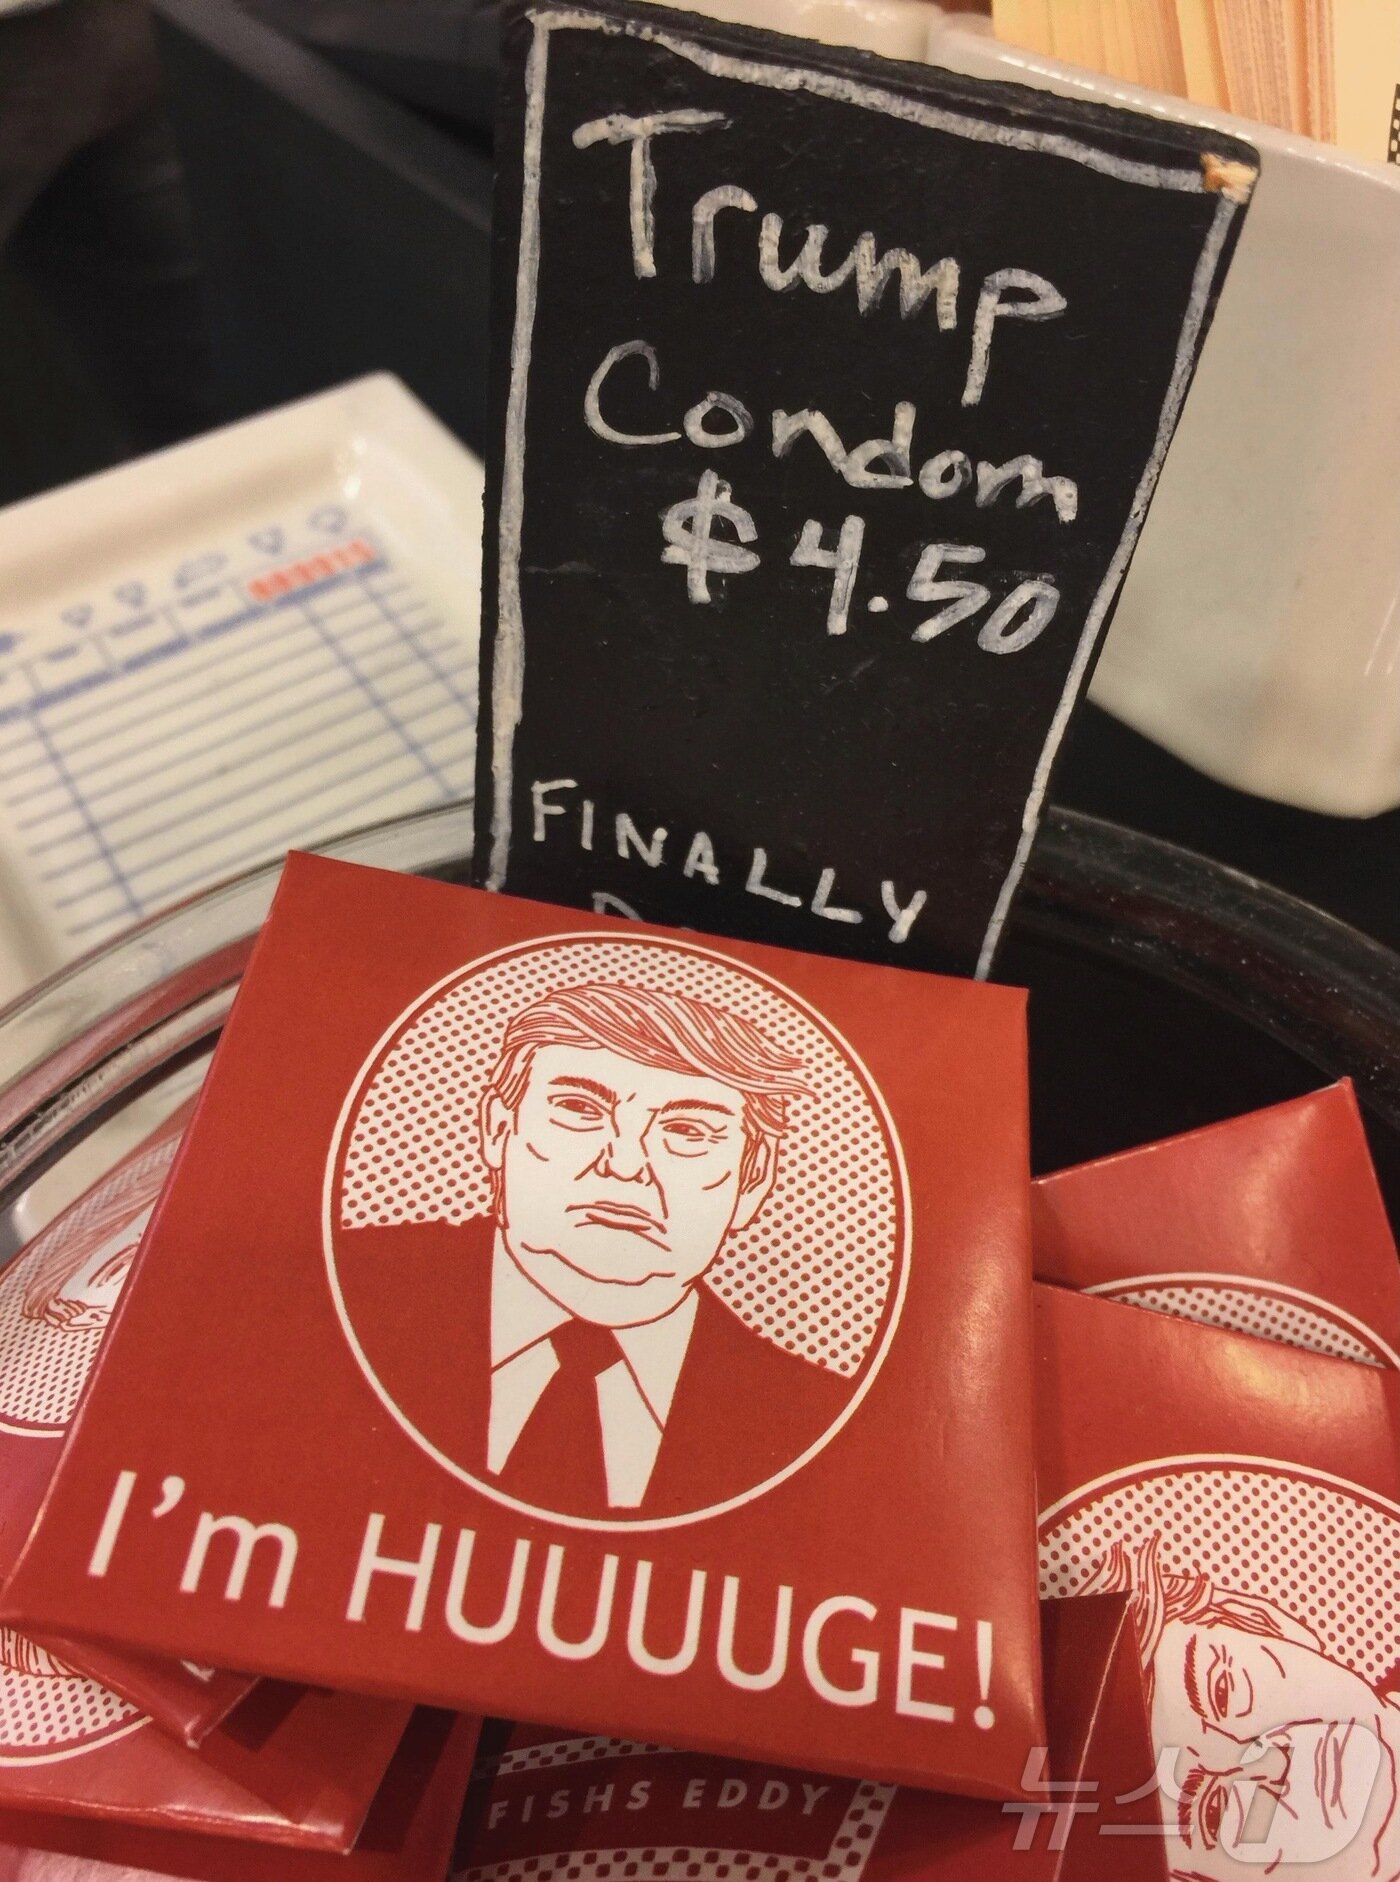 Trump
Condom
$4.50
FINALLY
I'm HUUUUGE!
FISHS EDDY
뉴스1